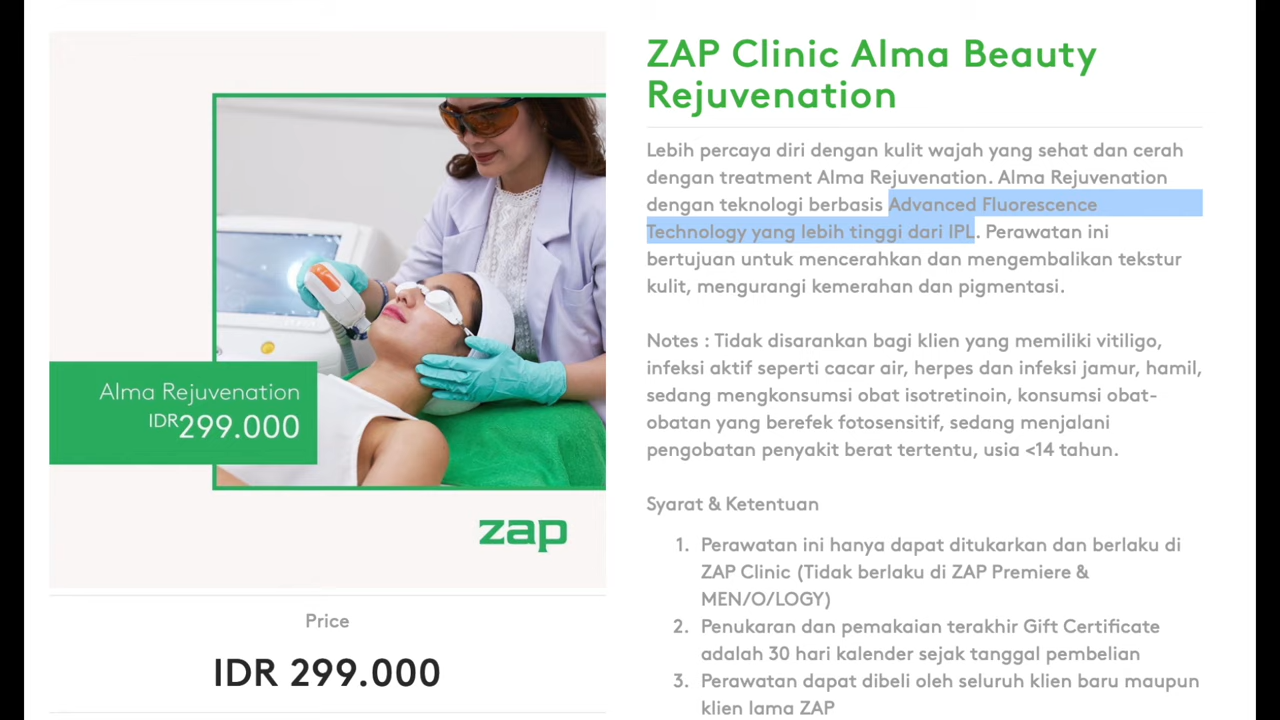 Alma Rejuvenation
IDR299.000
zap
Price
IDR 299.000
ZAP Clinic Alma Beauty
Rejuvenation
Lebih percaya diri dengan kulit wajah yang sehat dan cerah
dengan treatment Alma Rejuvenation. Alma Rejuvenation
dengan teknologi berbasis Advanced Fluorescence
Technology yang lebih tinggi dari IPL. Perawatan ini
bertujuan untuk mencerahkan dan mengembalikan tekstur
kulit, mengurangi kemerahan dan pigmentasi.
Notes : Tidak disarankan bagi klien yang memiliki vitiligo,
infeksi aktif seperti cacar air, herpes dan infeksi jamur, hamil,
sedang mengkonsumsi obat isotretinoin, konsumsi obat-
obatan yang berefek fotosensitif, sedang menjalani
pengobatan penyakit berat tertentu, usia <14 tahun.
Syarat & Ketentuan
1. Perawatan ini hanya dapat ditukarkan dan berlaku di
ZAP Clinic (Tidak berlaku di ZAP Premiere &
MEN/O/LOGY)
2. Penukaran dan pemakaian terakhir Gift Certificate
adalah 30 hari kalender sejak tanggal pembelian
3. Perawatan dapat dibeli oleh seluruh klien baru maupun
klien lama ZAP